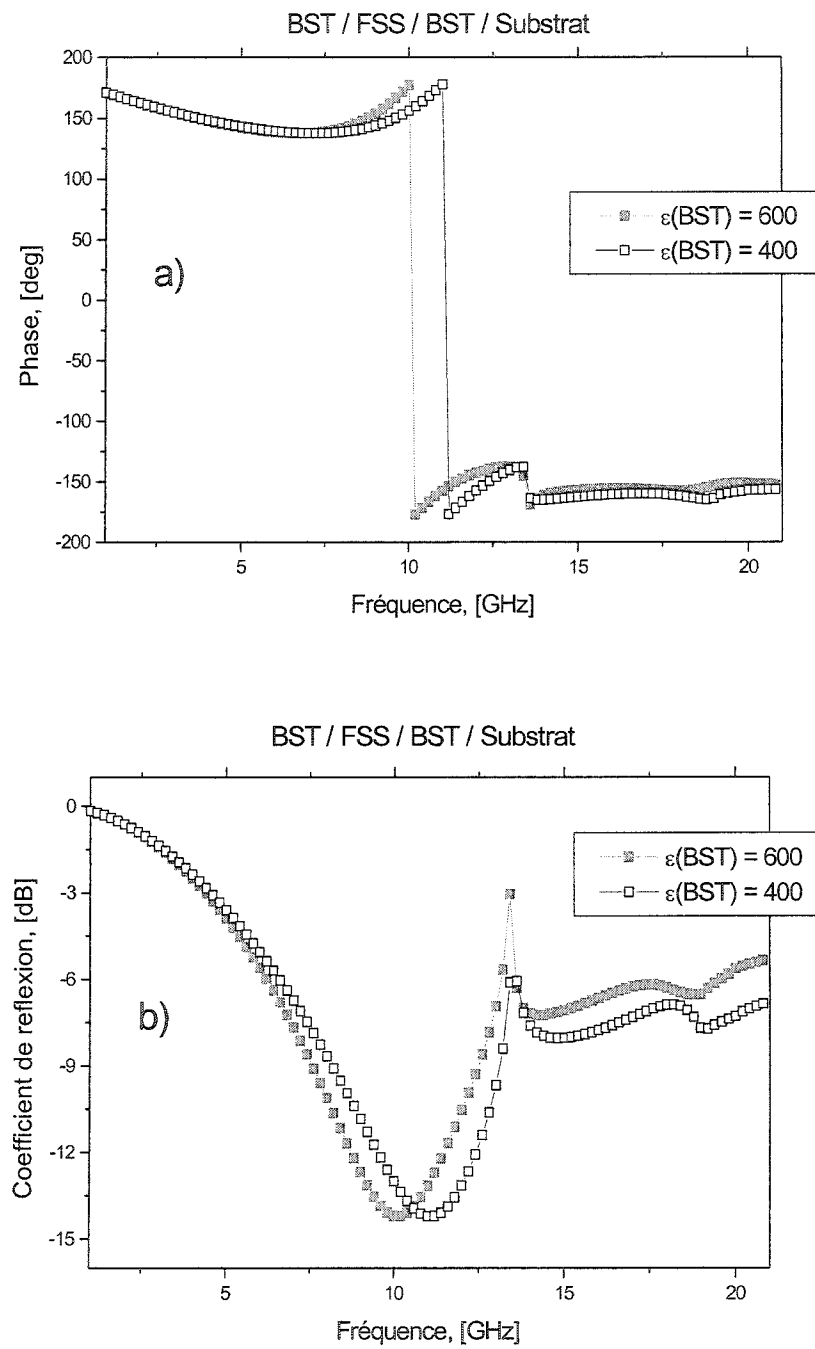 BST / FSS / BST / Substrat
200
150
100
50
0
-50
-100
-150
-200
Phase, [deg]
a)
ε(BST) = 600
ε(BST) = 400
5
10
15
20
Fréquence, [GHz]
BST / FSS / BST / Substrat
0
-3
-6
-9
-12
-15
Coefficient de reflexion, [dB]
b)
ε(BST) = 600
ε(BST) = 400
5
10
15
20
Fréquence, [GHz]